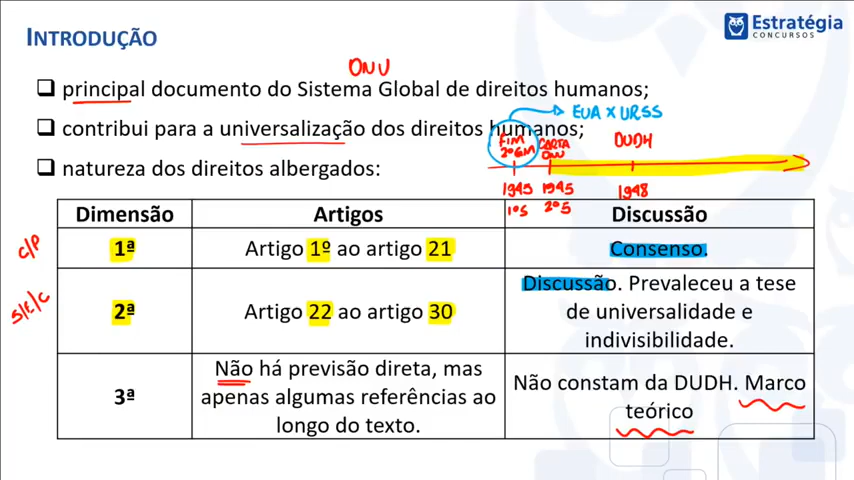 INTRODUÇÃO
Estratégia
CONCURSOS
ONU
principal documento do Sistema Global de direitos humanos;
EUA X URSS
contribui para a universalização dos direitos humanos;
FIM 2ª GM
CARTA ONU
DUDH
natureza dos direitos albergados:
1945 1945 1948
1ºS 2ºS
Dimensão Artigos Discussão
C/P
1ª Artigo 1º ao artigo 21 Consenso.
S/E/C
2ª Artigo 22 ao artigo 30 Discussão. Prevaleceu a tese
de universalidade e
indivisibilidade.
3ª Não há previsão direta, mas
apenas algumas referências ao
longo do texto.
Não constam da DUDH. Marco
teórico